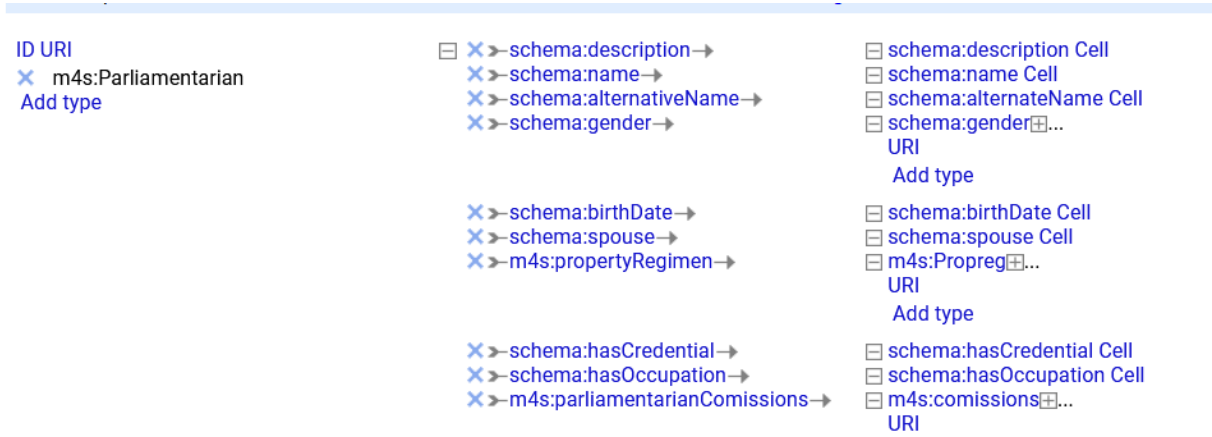 ID URI
m4s:Parliamentarian
Add type
schema:description schema:description Cell
schema:name schema:name Cell
schema:alternativeName schema:alternateName Cell
schema:gender schema:gender...
URI
Add type
schema:birthDate schema:birthDate Cell
schema:spouse schema:spouse Cell
m4s:propertyRegimen m4s:Propreg...
URI
Add type
schema:hasCredential schema:hasCredential Cell
schema:hasOccupation schema:hasOccupation Cell
m4s:parliamentarianComissions m4s:comissions...
URI